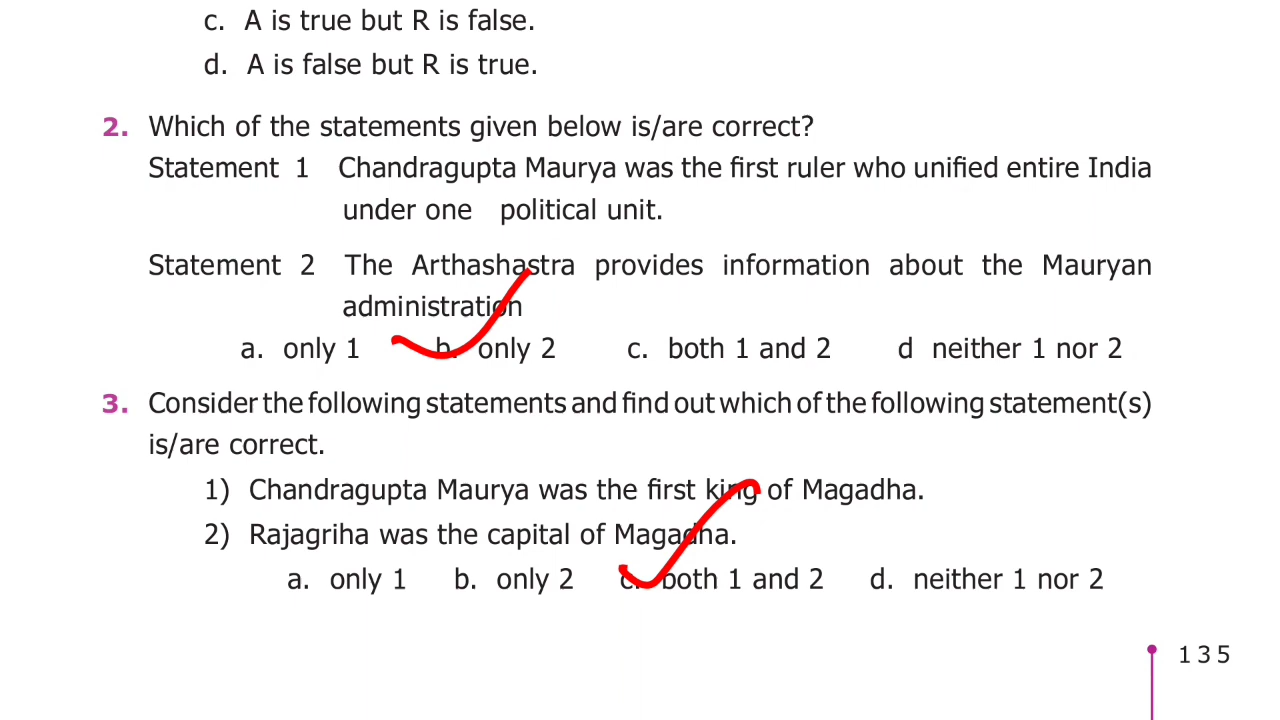 c. A is true but R is false.
d. A is false but R is true.
2. Which of the statements given below is/are correct?
Statement 1 Chandragupta Maurya was the first ruler who unified entire India
under one political unit.
Statement 2 The Arthashastra provides information about the Mauryan
administration
a. only 1 b. only 2 c. both 1 and 2 d neither 1 nor 2
3. Consider the following statements and find out which of the following statement(s)
is/are correct.
1) Chandragupta Maurya was the first king of Magadha.
2) Rajagriha was the capital of Magadha.
a. only 1 b. only 2 c. both 1 and 2 d. neither 1 nor 2
135